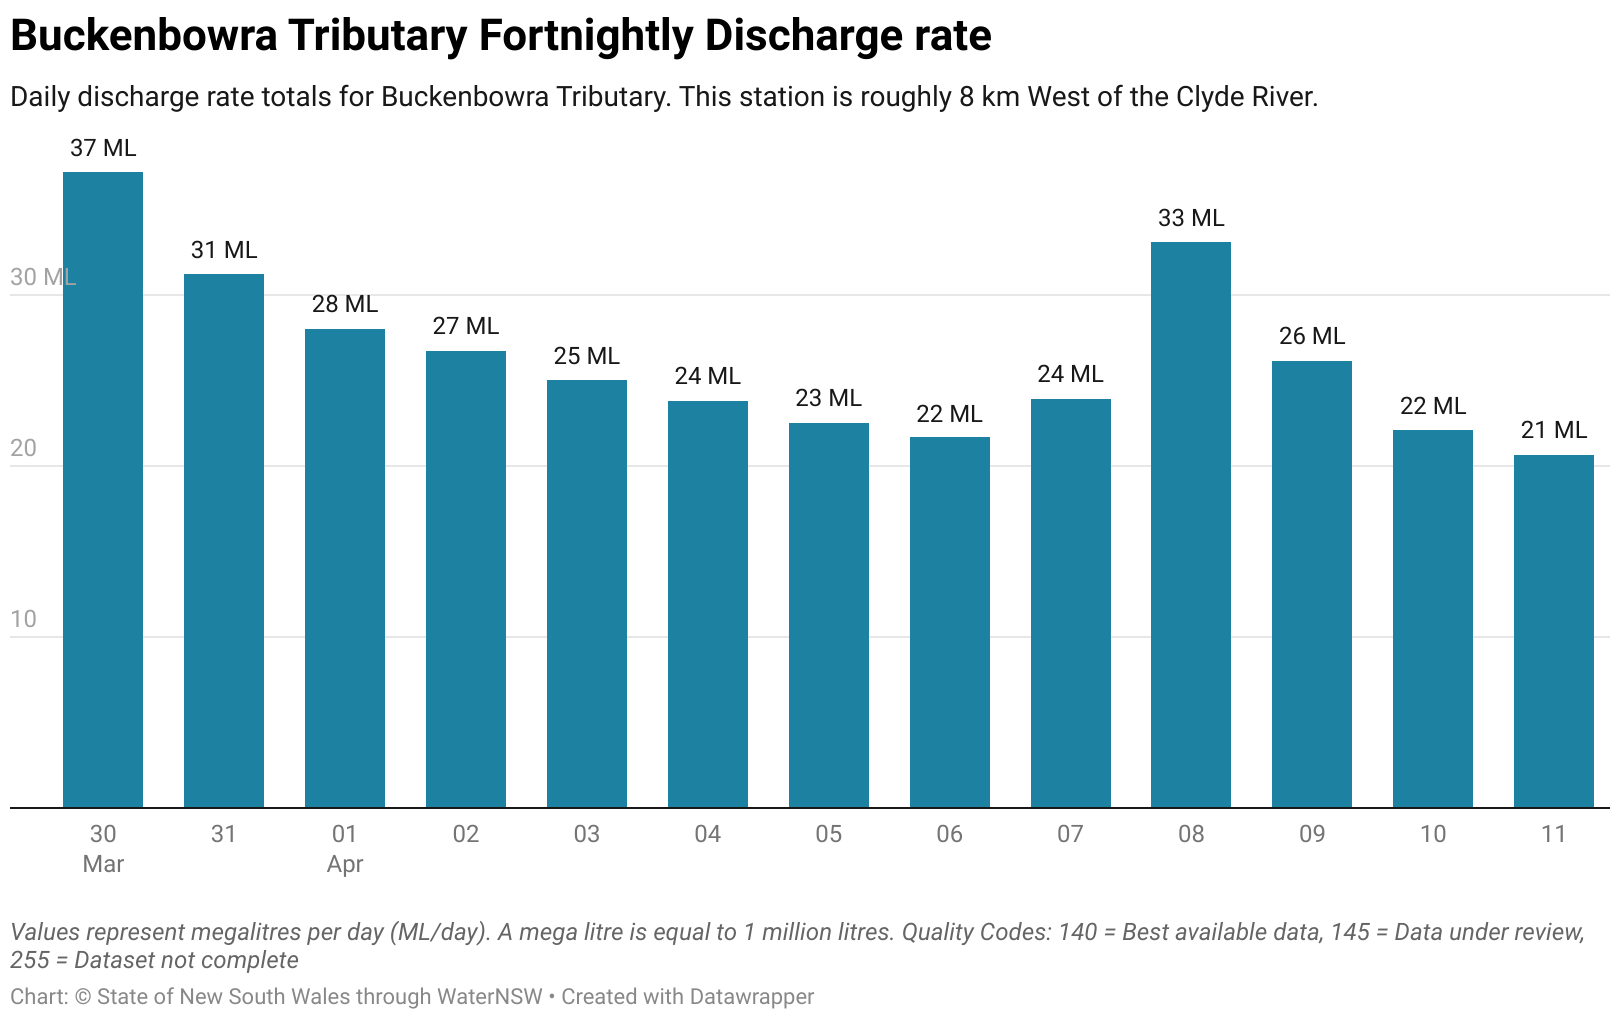 Buckenbowra Tributary Fortnightly Discharge rate
Daily discharge rate totals for Buckenbowra Tributary. This station is roughly 8 km West of the Clyde River.
37 ML
33 ML
31 ML
30 ML
28 ML
27 ML
26 ML
25 ML
24 ML
24 ML
23 ML
22 ML
22 ML
21 ML
20
10
30 31 01 02 03 04 05 06 07 08 09 10 11
Mar Apr
Values represent megalitres per day (ML/day). A mega litre is equal to 1 million litres. Quality Codes: 140 = Best available data, 145 = Data under review,
255 = Dataset not complete
Chart: © State of New South Wales through WaterNSW • Created with Datawrapper